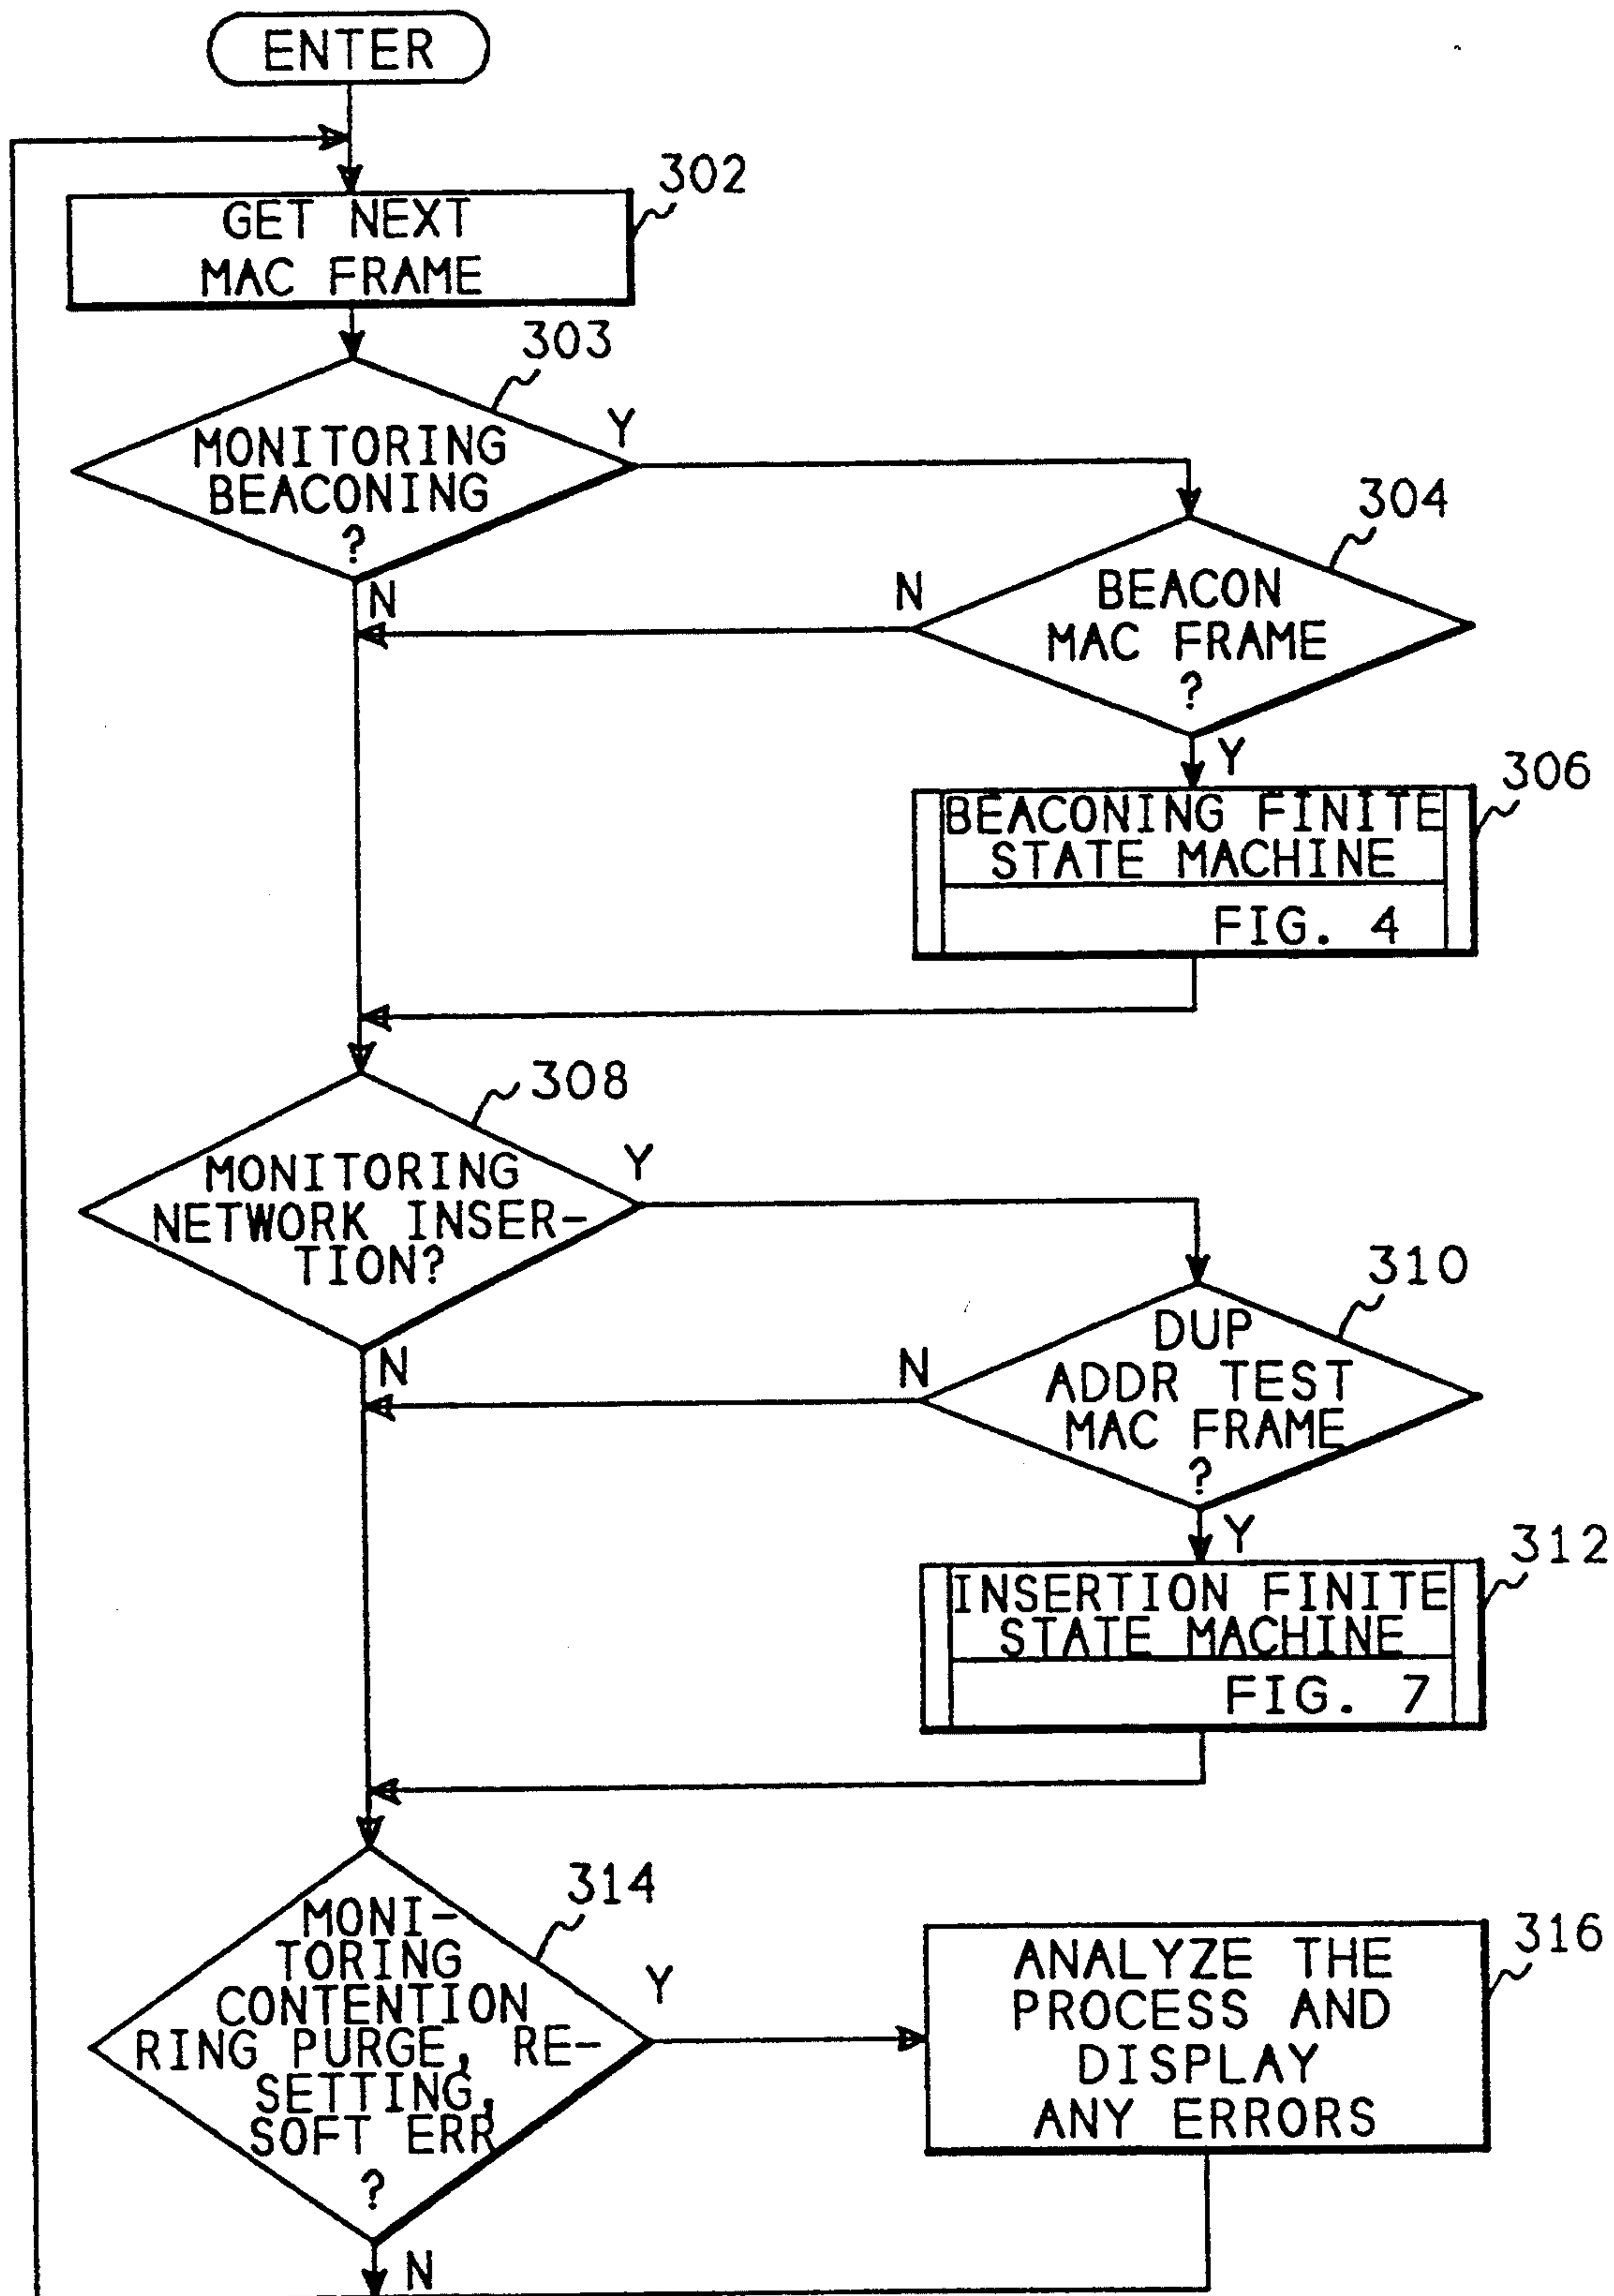 ENTER
302
GET NEXT
MAC FRAME
303
MONITORING
BEACONING
?
Y
N
304
BEACON
MAC FRAME
?
N
Y
306
BEACONING FINITE
STATE MACHINE
FIG. 4
308
MONITORING
NETWORK INSER-
TION?
Y
N
310
DUP
ADDR TEST
MAC FRAME
?
N
Y
312
INSERTION FINITE
STATE MACHINE
FIG. 7
314
MONI-
TORING
CONTENTION
RING PURGE, RE-
SETTING,
SOFT ERR
?
Y
N
316
ANALYZE THE
PROCESS AND
DISPLAY
ANY ERRORS